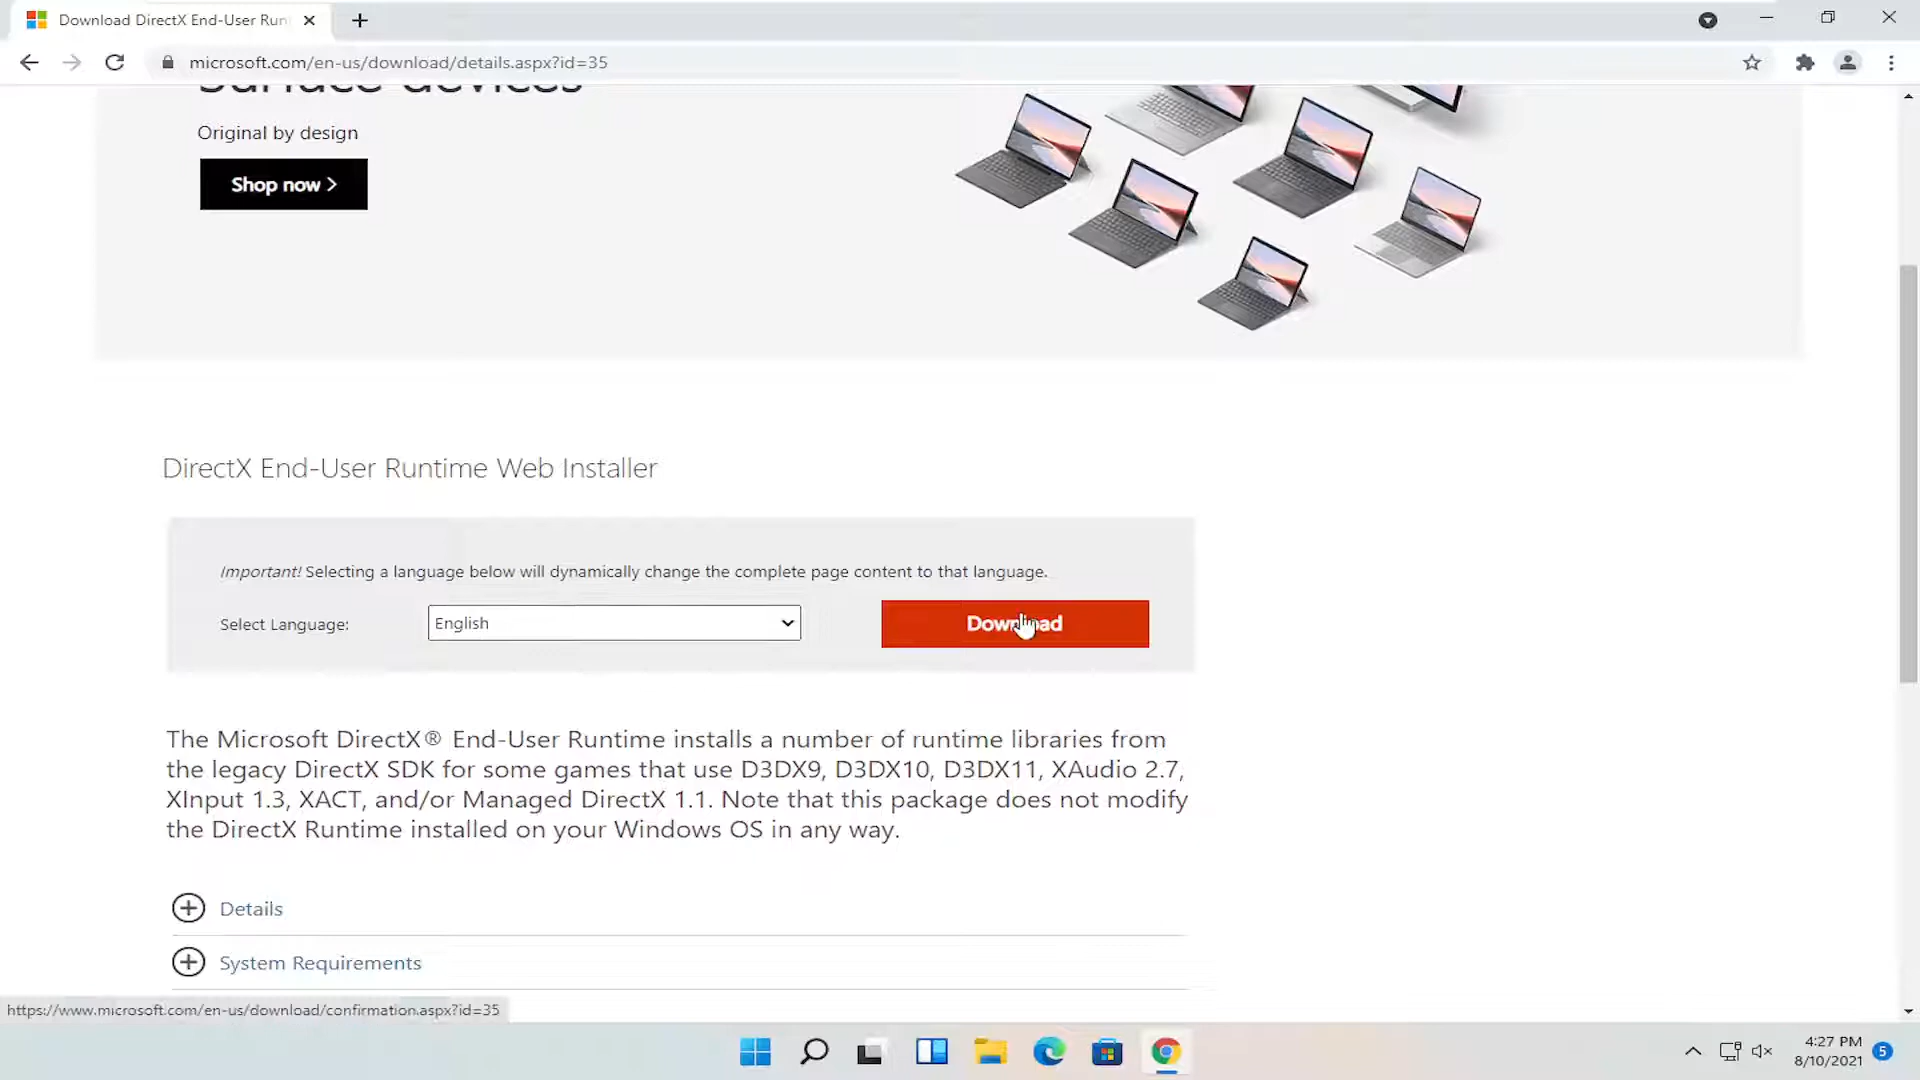 Download DirectX End-User Run
microsoft.com/en-us/download/details.aspx?id=35
Surface devices
Original by design
Shop now >
DirectX End-User Runtime Web Installer
Important! Selecting a language below will dynamically change the complete page content to that language.
Select Language:
English
Download
The Microsoft DirectX® End-User Runtime installs a number of runtime libraries from
the legacy DirectX SDK for some games that use D3DX9, D3DX10, D3DX11, XAudio 2.7,
XInput 1.3, XACT, and/or Managed DirectX 1.1. Note that this package does not modify
the DirectX Runtime installed on your Windows OS in any way.
Details
System Requirements
https://www.microsoft.com/en-us/download/confirmation.aspx?id=35
4:27 PM
8/10/2021
5